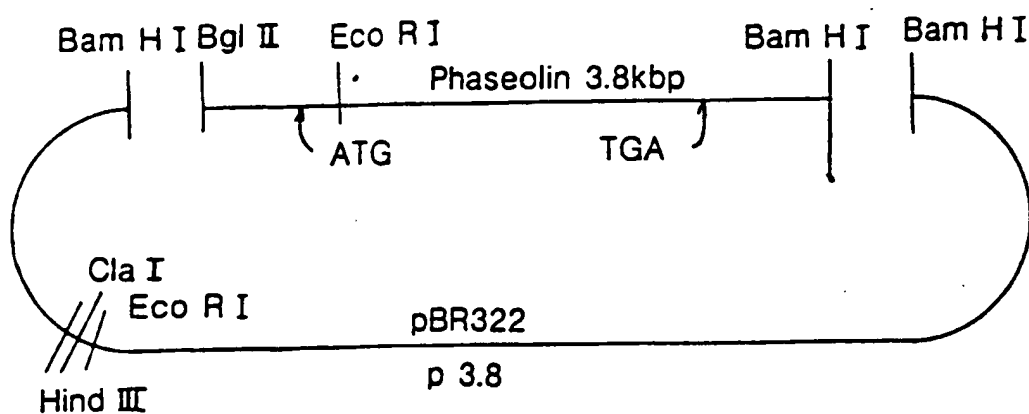 Bam H I Bgl II Eco R I Bam H I Bam H I
Phaseolin 3.8kbp
ATG TGA
Cla I
Eco R I pBR322
p 3.8
Hind III